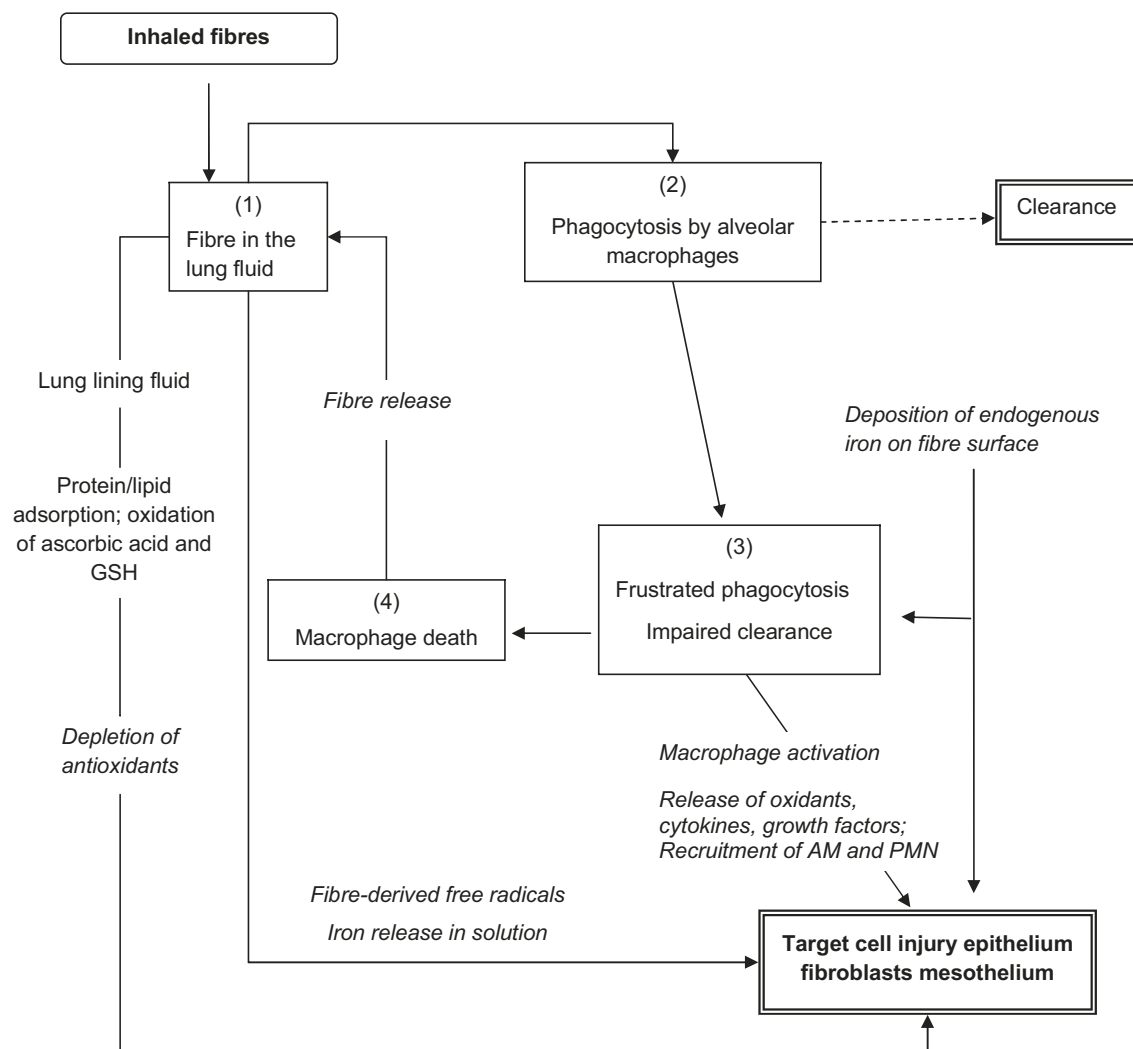 Inhaled fibres
(1)
Fibre in the
lung fluid
(2)
Phagocytosis by alveolar
macrophages
Clearance
Lung lining fluid
Fibre release
Deposition of endogenous
iron on fibre surface
Protein/lipid
adsorption; oxidation
of ascorbic acid and
GSH
(3)
Frustrated phagocytosis
Impaired clearance
(4)
Macrophage death
Depletion of
antioxidants
Macrophage activation
Release of oxidants,
cytokines, growth factors;
Recruitment of AM and PMN
Fibre-derived free radicals
Iron release in solution
Target cell injury epithelium
fibroblasts mesothelium